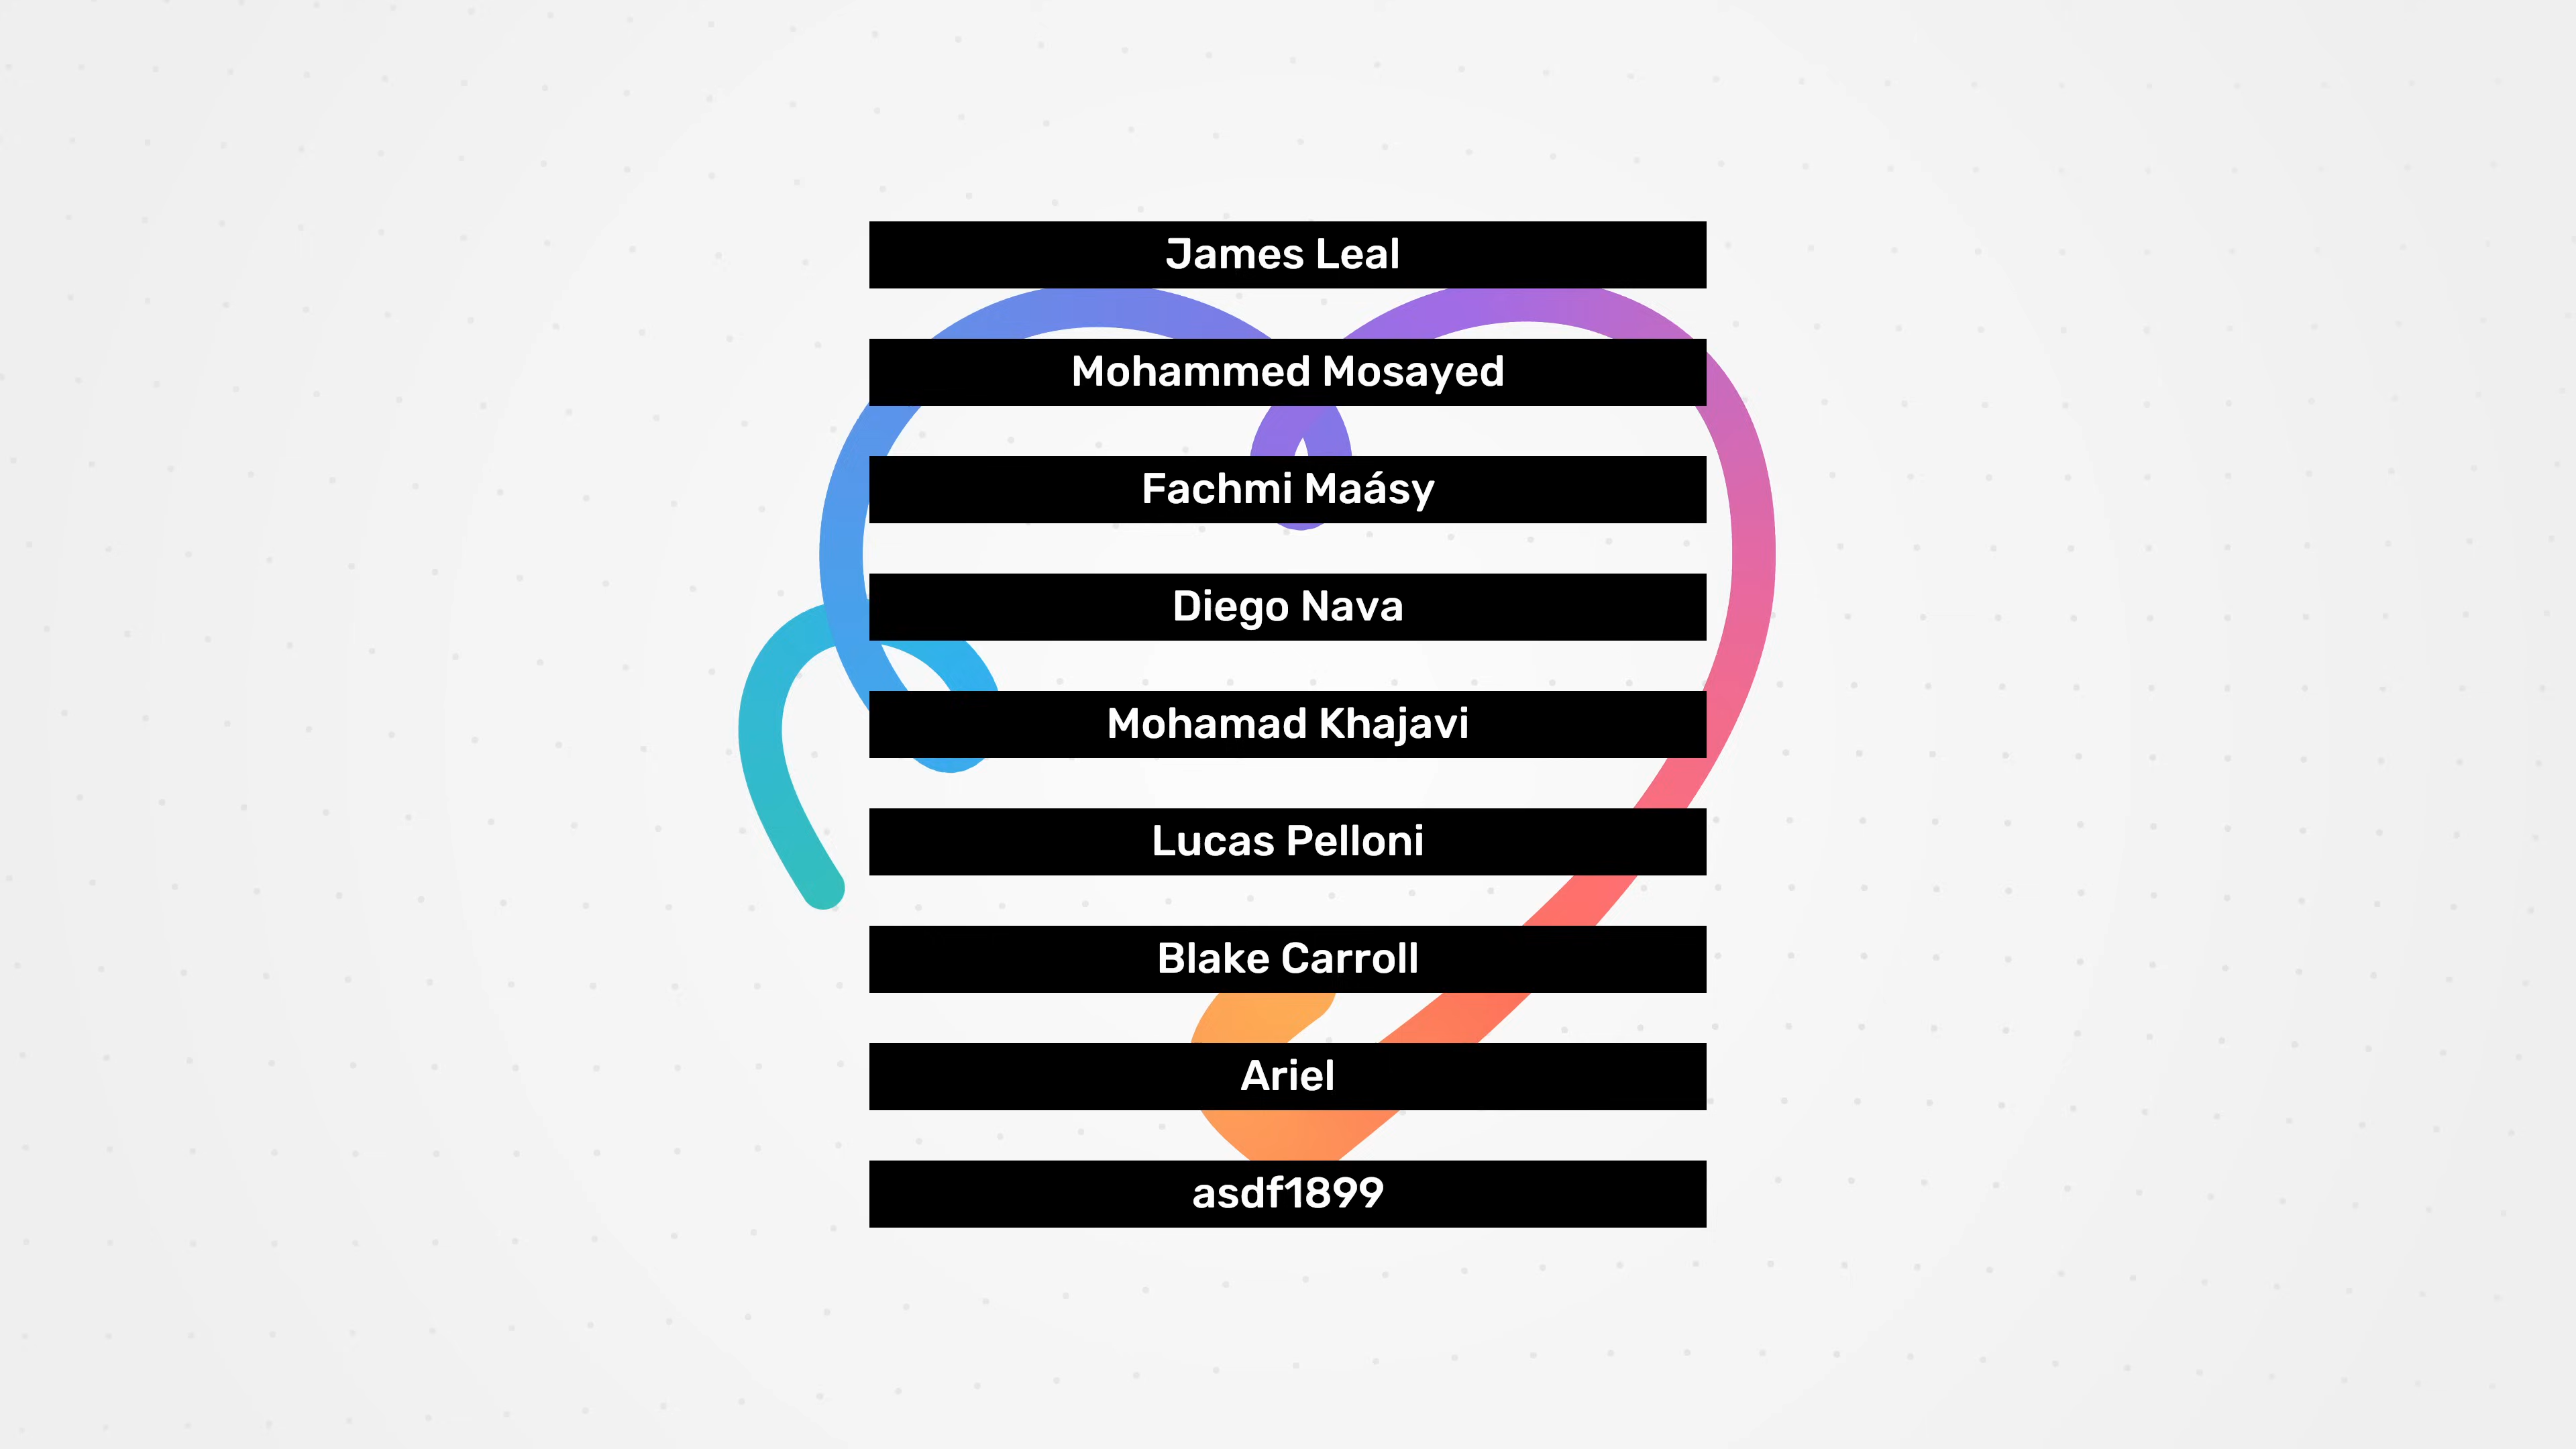 James Leal
Mohammed Mosayed
Fachmi Maásy
Diego Nava
Mohamad Khajavi
Lucas Pelloni
Blake Carroll
Ariel
asdf1899